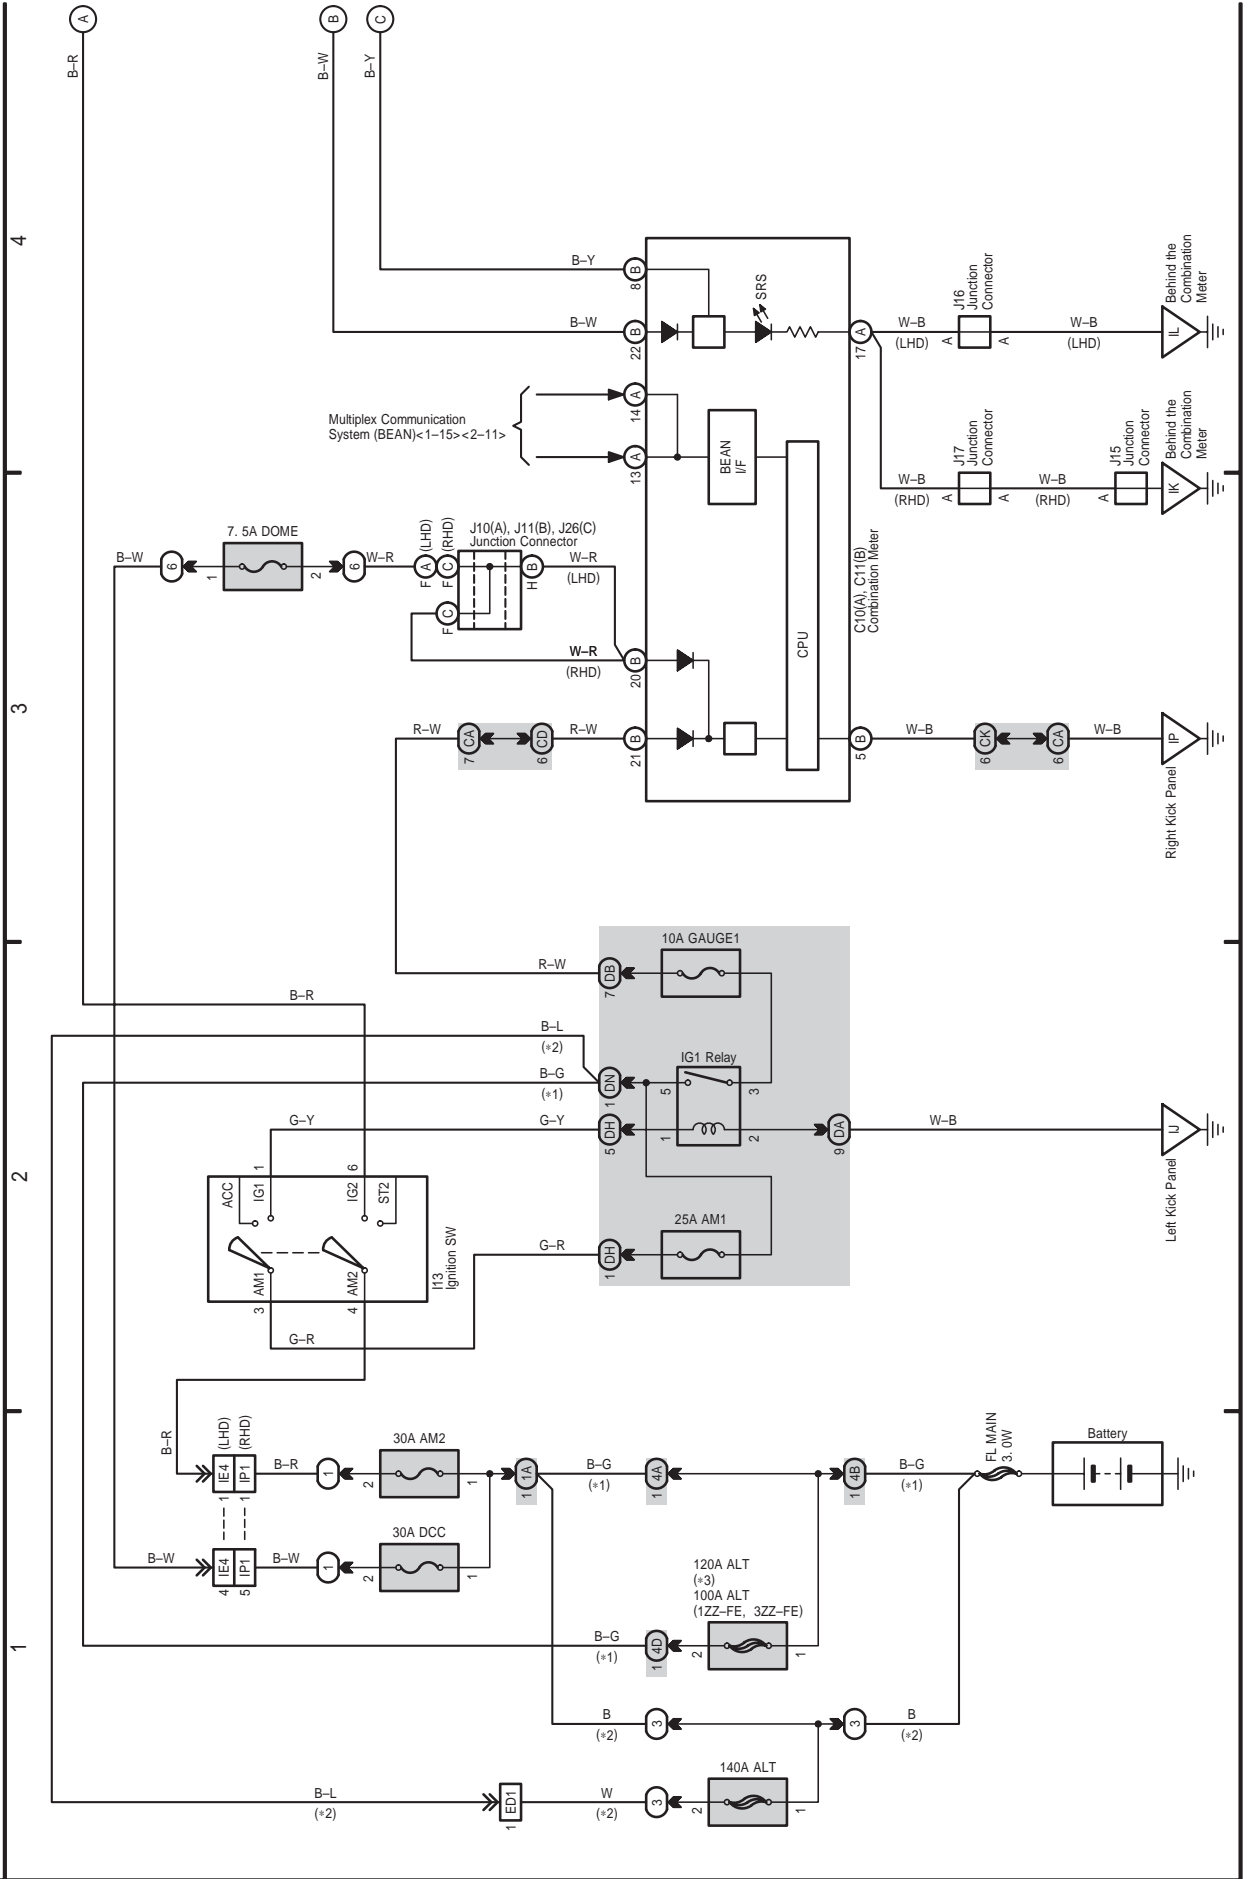 A
B
C
B–R
B–W
B–Y
4
B–Y
8
B
B–W
22
B
SRS
17
A
W–B
(LHD)
A
J16
Junction
Connector
A
W–B
(LHD)
IL
Behind the
Combination
Meter
Multiplex Communication
System (BEAN)<1–15><2–11>
14
A
13
A
BEAN
I/F
W–B
(RHD)
A
J17
Junction
Connector
A
W–B
(RHD)
A
J15
Junction
Connector
IK
Behind the
Combination
Meter
B–W
6
1
7. 5A DOME
2
6
W–R
F
A
(LHD)
F
C
(RHD)
J10(A), J11(B), J26(C)
Junction Connector
F
C
H
B
W–R
(LHD)
W–R
(RHD)
20
B
CPU
C10(A), C11(B)
Combination Meter
3
R–W
7
CA
6
CD
R–W
21
B
5
B
W–B
6
CK
6
CA
W–B
IP
Right Kick Panel
R–W
7
DB
10A GAUGE1
B–R
B–L
(*2)
B–G
(*1)
1
DN
IG1 Relay
5
3
G–Y
G–Y
5
DH
1
2
9
DA
W–B
IJ
Left Kick Panel
2
ACC
IG1
1
IG2
6
ST2
AM1
3
AM2
4
I13
Ignition SW
G–R
1
DH
25A AM1
G–R
B–R
1
IE4
(LHD)
1
IP1
(RHD)
B–R
1
2
30A AM2
1
1
1A
B–G
(*1)
1
4A
1
4B
B–G
(*1)
FL MAIN
3. 0W
Battery
B–W
4
IE4
5
IP1
B–W
1
2
30A DCC
1
1
120A ALT
(*3)
100A ALT
(1ZZ–FE, 3ZZ–FE)
B–G
(*1)
1
4D
2
1
B
(*2)
3
3
B
(*2)
140A ALT
B–L
(*2)
1
ED1
W
(*2)
3
2
1